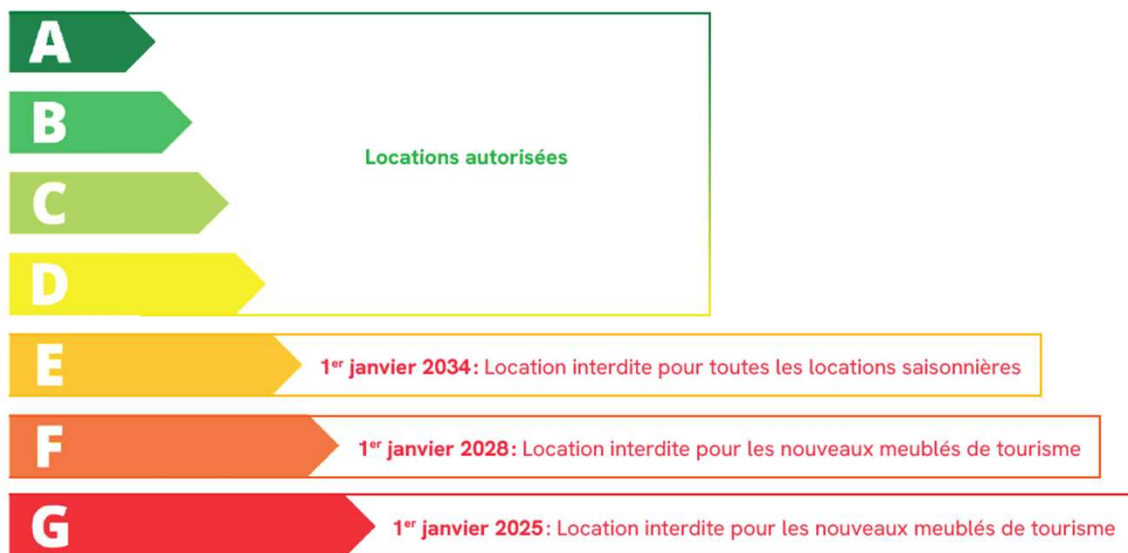 A
B
Locations autorisées
C
D
E
1er janvier 2034 : Location interdite pour toutes les locations saisonnières
F
1er janvier 2028 : Location interdite pour les nouveaux meublés de tourisme
G
1er janvier 2025 : Location interdite pour les nouveaux meublés de tourisme